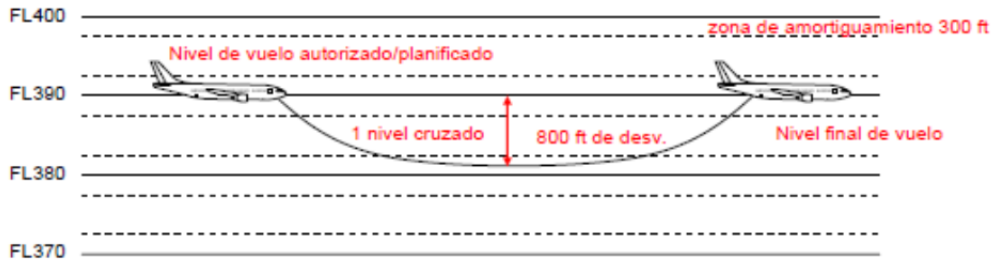 FL400
zona de amortiguamiento 300 ft
Nivel de vuelo autorizado/planificado
FL390
1 nivel cruzado
800 ft de desv.
Nivel final de vuelo
FL380
FL370